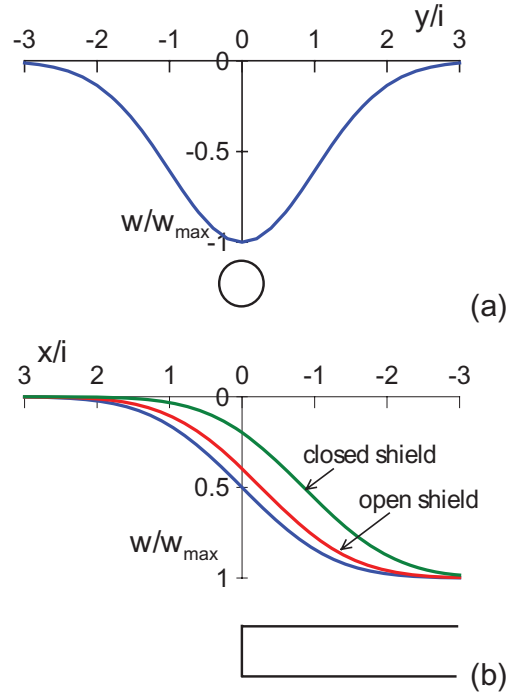 y/i
-3 -2 -1 0 1 2 3
-0.5
w/w_max
-1
(a)
x/i
3 2 1 0 -1 -2 -3
0
closed shield
0.5
open shield
w/w_max
1
(b)